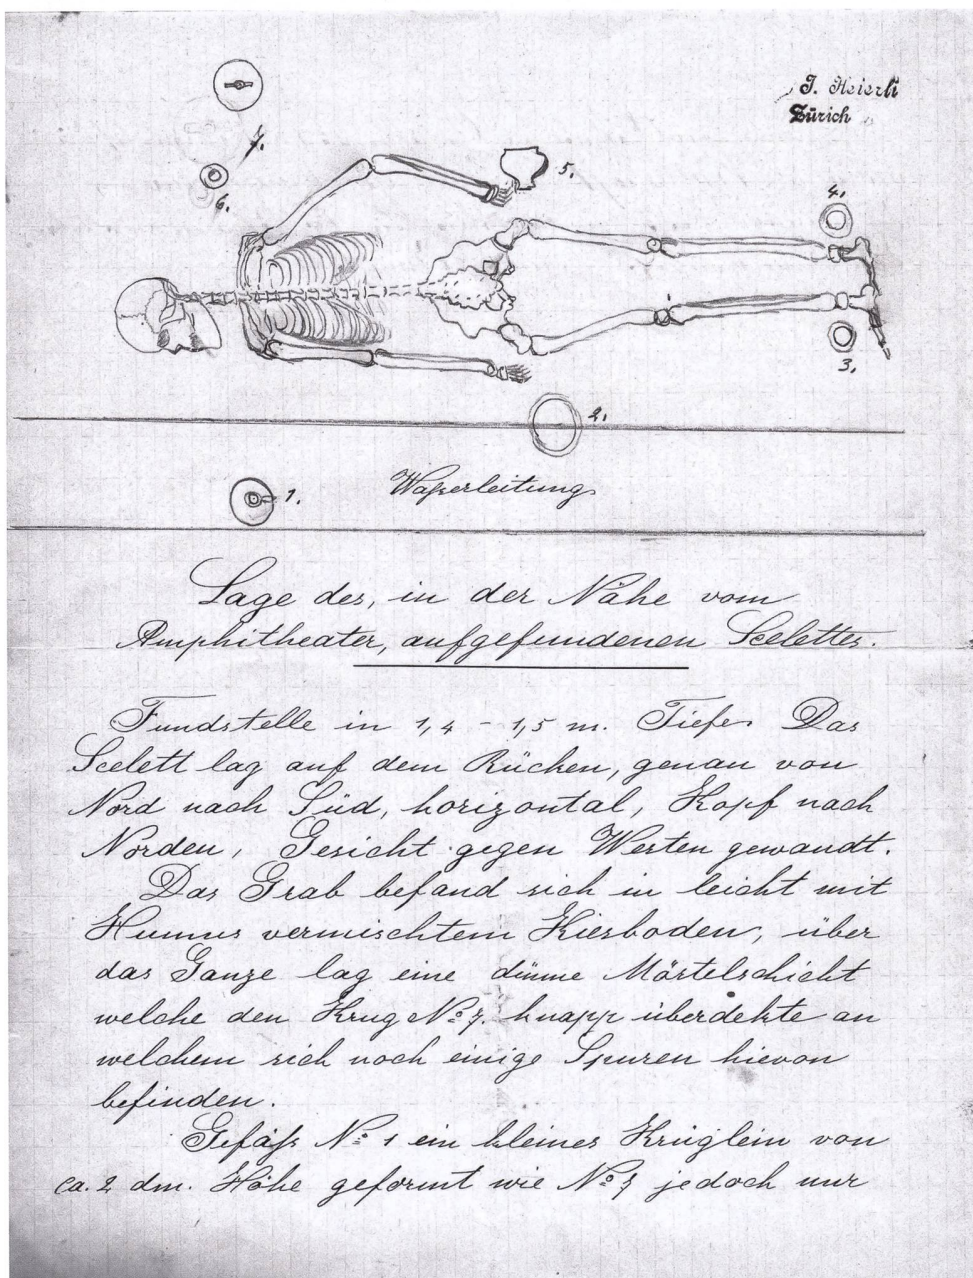 J. Heierli
Zürich
7.
6.
5.
4.
3.
2.
1.
Waßerleitung
Lage des, in der Nähe vom
Amphitheater, aufgefundenen Scelettes.
Fundstelle in 1,4 - 1,5 m. Tiefe. Das
Scelett lag auf dem Rücken, genau von
Nord nach Süd, horizontal, Kopf nach
Norden, Gesicht gegen Westen gewandt.
Das Grab befand sich in leicht mit
Humus vermischtem Kiesboden, über
das Ganze lag eine dünne Mörtelschicht
welche den Krug No 7. knapp überdekte an
welchem sich noch einige Spuren hievon
befinden.
Gefäß No 1 ein kleines Krüglein von
ca. 2 dm. Höhe geformt wie No 7 jedoch nur